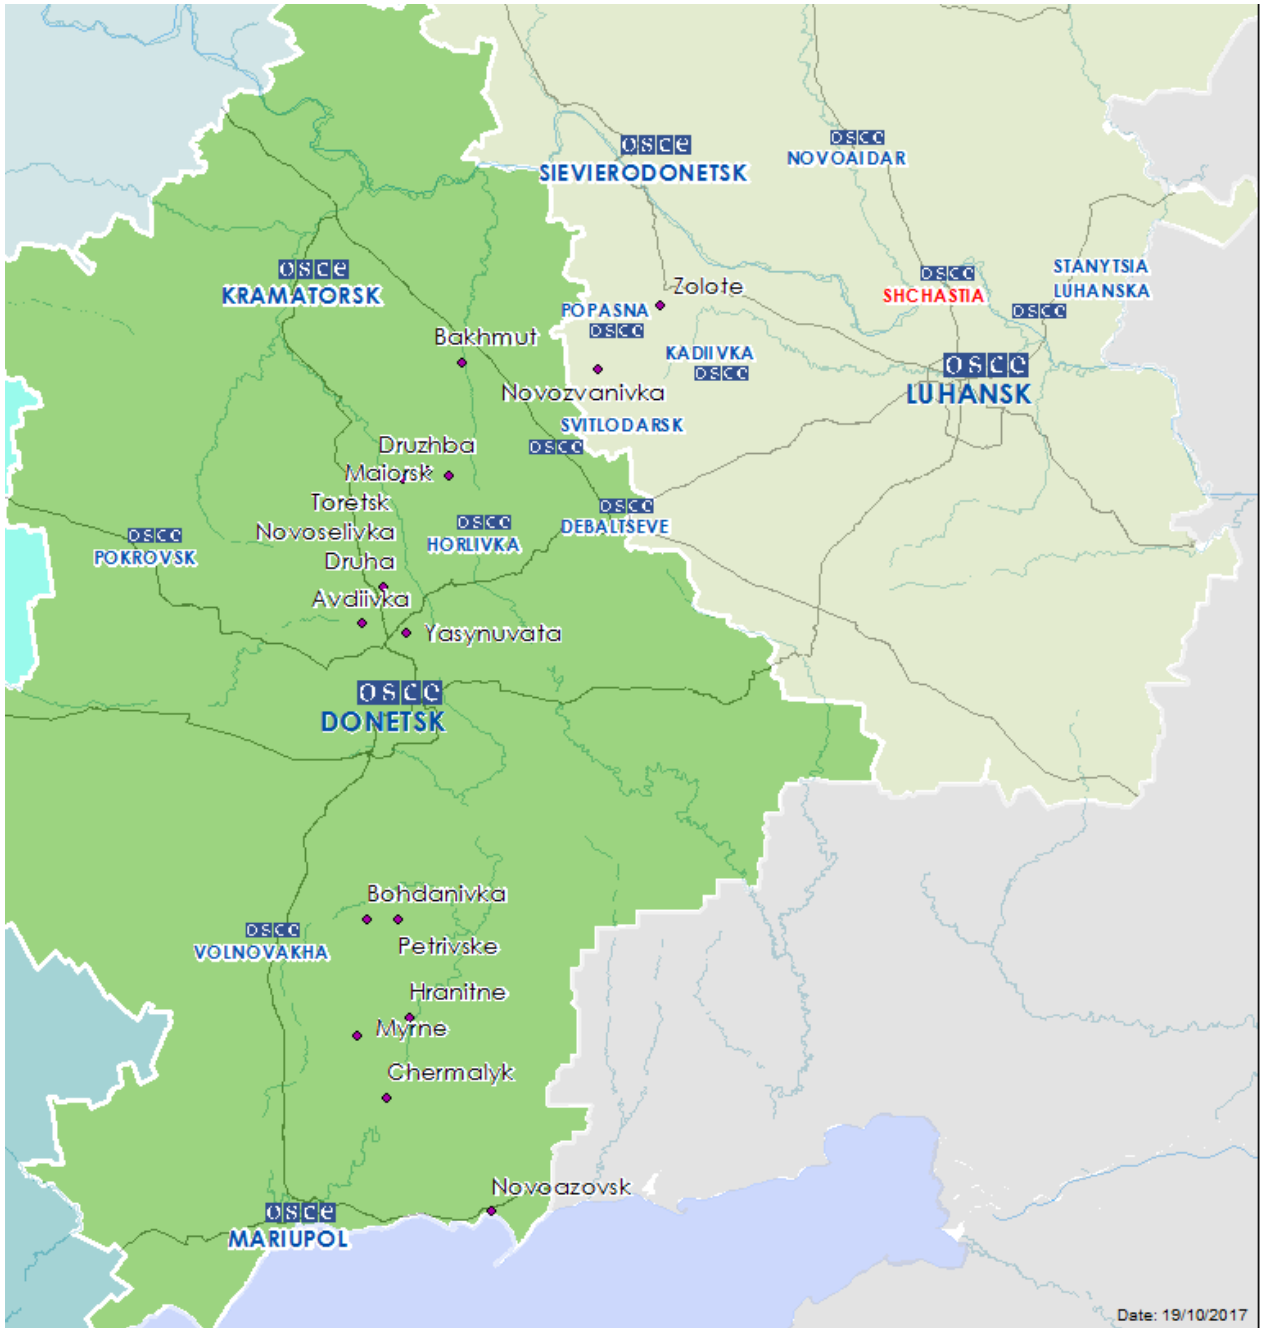 osce
SIEVIERODONETSK
osce
NOVOAIDAR
osce
KRAMATORSK
osce
SHCHASTIA
STANYTSIA
LUHANSKA
osce
Zolote
POPASNA
osce
Bakhmut
KADIIVKA
osce
osce
LUHANSK
Novozvanivka
SVITLODARSK
osce
Druzhba
Maiorsk
Toretsk
Novoselivka
Druha
osce
HORLIVKA
osce
DEBALTSEVE
osce
POKROVSK
Avdiivka
Yasynuvata
osce
DONETSK
Bohdanivka
osce
VOLNOVAKHA
Petrivske
Hranitne
Myrne
Chermalyk
Novoazovsk
osce
MARIUPOL
Date: 19/10/2017